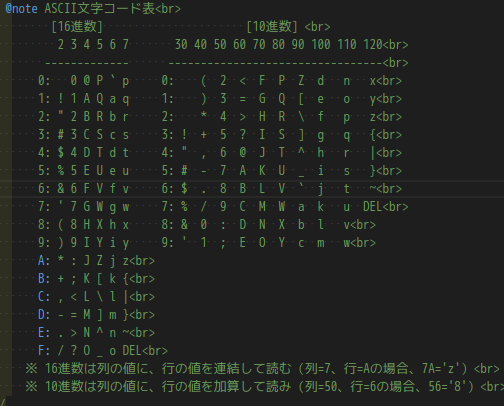 @note ASCII文字コード表<br>
[16進数]                          [10進数] <br>
   2 3 4 5 6 7       30 40 50 60 70 80 90 100 110 120<br>
  -------------      ---------------------------------<br>
0:   0 @ P ` p     0:    (  2  <  F  P  Z  d   n   x<br>
1: ! 1 A Q a q     1:    )  3  =  G  Q  [  e   o   y<br>
2: " 2 B R b r     2:    *  4  >  H  R  \  f   p   z<br>
3: # 3 C S c s     3: !  +  5  ?  I  S  ]  g   q   {<br>
4: $ 4 D T d t     4: "  ,  6  @  J  T  ^  h   r   |<br>
5: % 5 E U e u     5: #  -  7  A  K  U  _  i   s   }<br>
6: & 6 F V f v     6: $  .  8  B  L  V  `  j   t   ~<br>
7: ' 7 G W g w     7: %  /  9  C  M  W  a  k   u  DEL<br>
8: ( 8 H X h x     8: &  0  :  D  N  X  b  l   v<br>
9: ) 9 I Y i y     9: '  1  ;  E  O  Y  c  m   w<br>
A: * : J Z j z<br>
B: + ; K [ k {<br>
C: , < L \ l |<br>
D: - = M ] m }<br>
E: . > N ^ n ~<br>
F: / ? O _ o DEL<br>
※ 16進数は列の値に、行の値を連結して読む (列=7、行=Aの場合、7A='z') <br>
※ 10進数は列の値に、行の値を加算して読み (列=50、行=6の場合、56='8') <br>
/